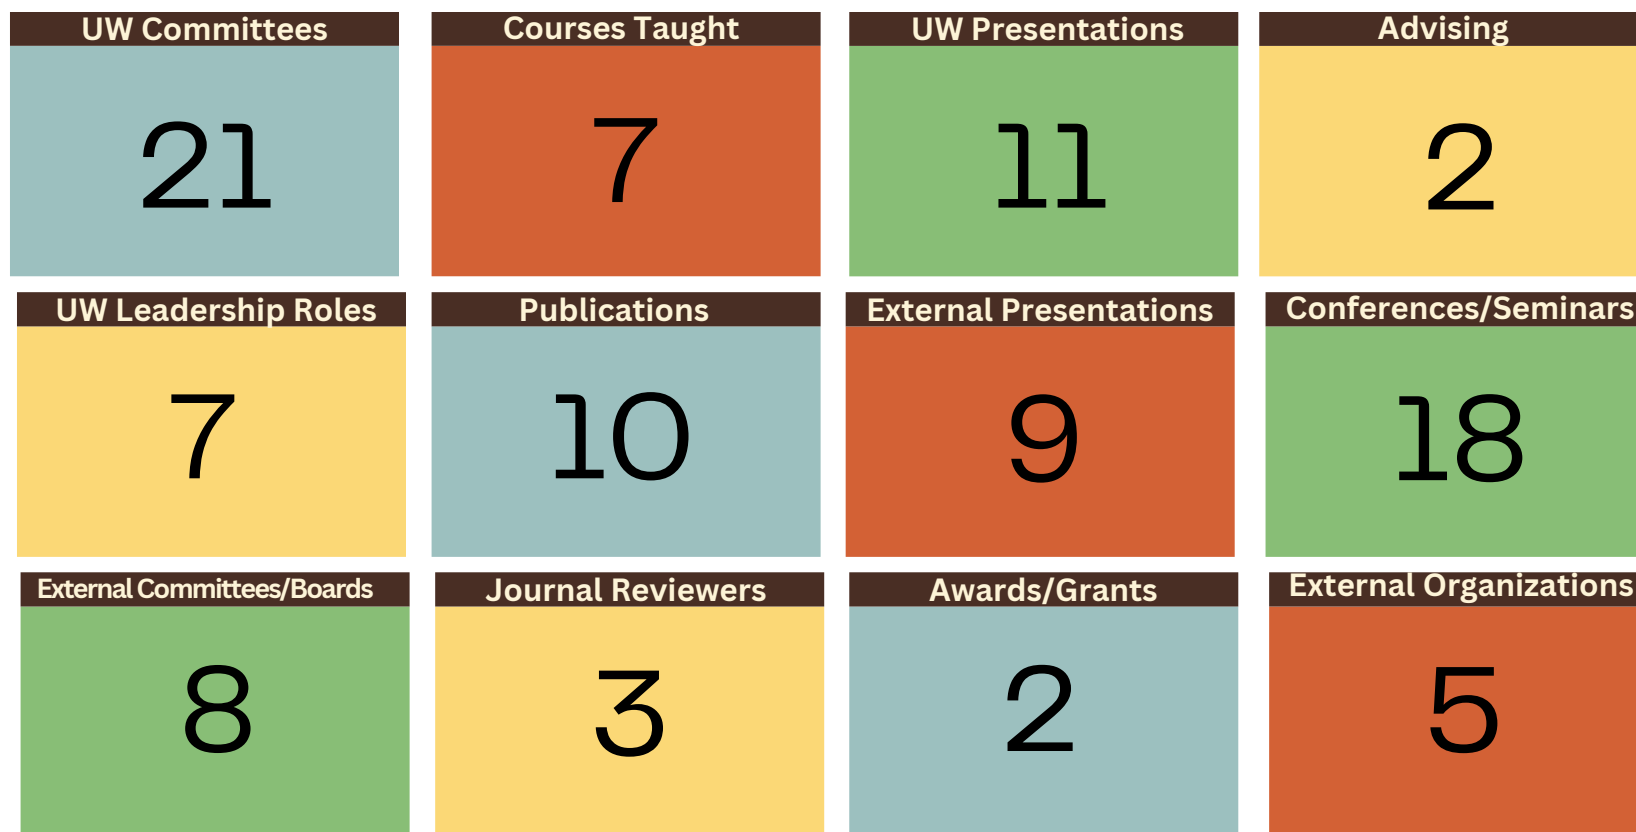 UW Committees
21
Courses Taught
7
UW Presentations
11
Advising
2
UW Leadership Roles
7
Publications
10
External Presentations
9
Conferences/Seminars
18
External Committees/Boards
8
Journal Reviewers
3
Awards/Grants
2
External Organizations
5